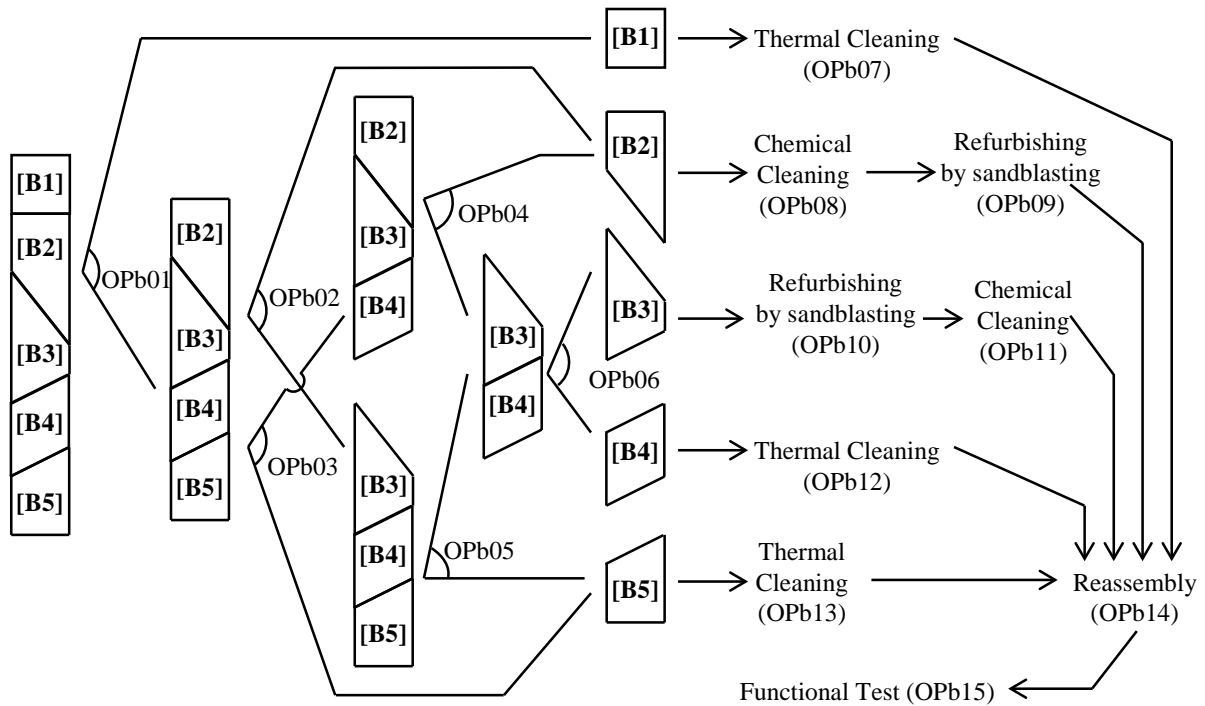 [B1]
[B2]
[B3]
[B4]
[B5]
OPb01
[B2]
[B3]
[B4]
[B5]
OPb02
OPb03
[B2]
[B3]
[B4]
[B3]
[B4]
[B5]
OPb04
OPb05
[B3]
[B4]
OPb06
[B1]
Thermal Cleaning
(OPb07)
[B2]
Chemical
Cleaning
(OPb08)
Refurbishing
by sandblasting
(OPb09)
[B3]
Refurbishing
by sandblasting
(OPb10)
Chemical
Cleaning
(OPb11)
[B4]
Thermal Cleaning
(OPb12)
[B5]
Thermal
Cleaning
(OPb13)
Reassembly
(OPb14)
Functional Test (OPb15)